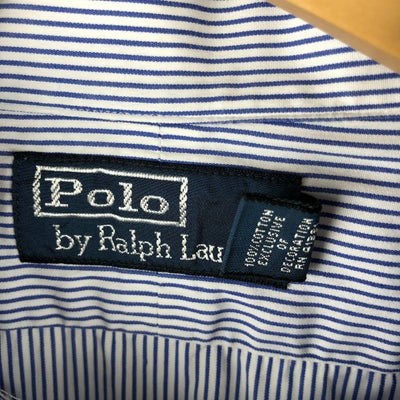 Polo
by Ralph Lau
100% COTTON
EXCLUSIVE
OF
DECORATION